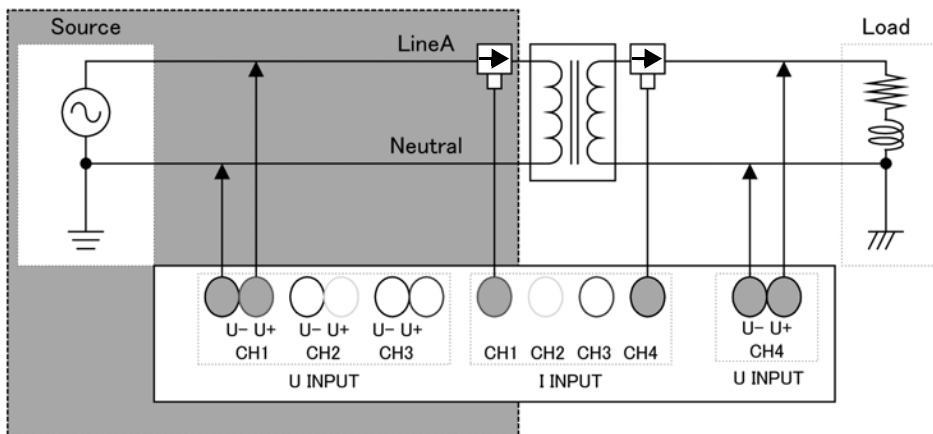 Source
Load
LineA
Neutral
U- U+ U- U+ U- U+
CH1 CH2 CH3
U INPUT
CH1 CH2 CH3 CH4
I INPUT
U- U+
CH4
U INPUT